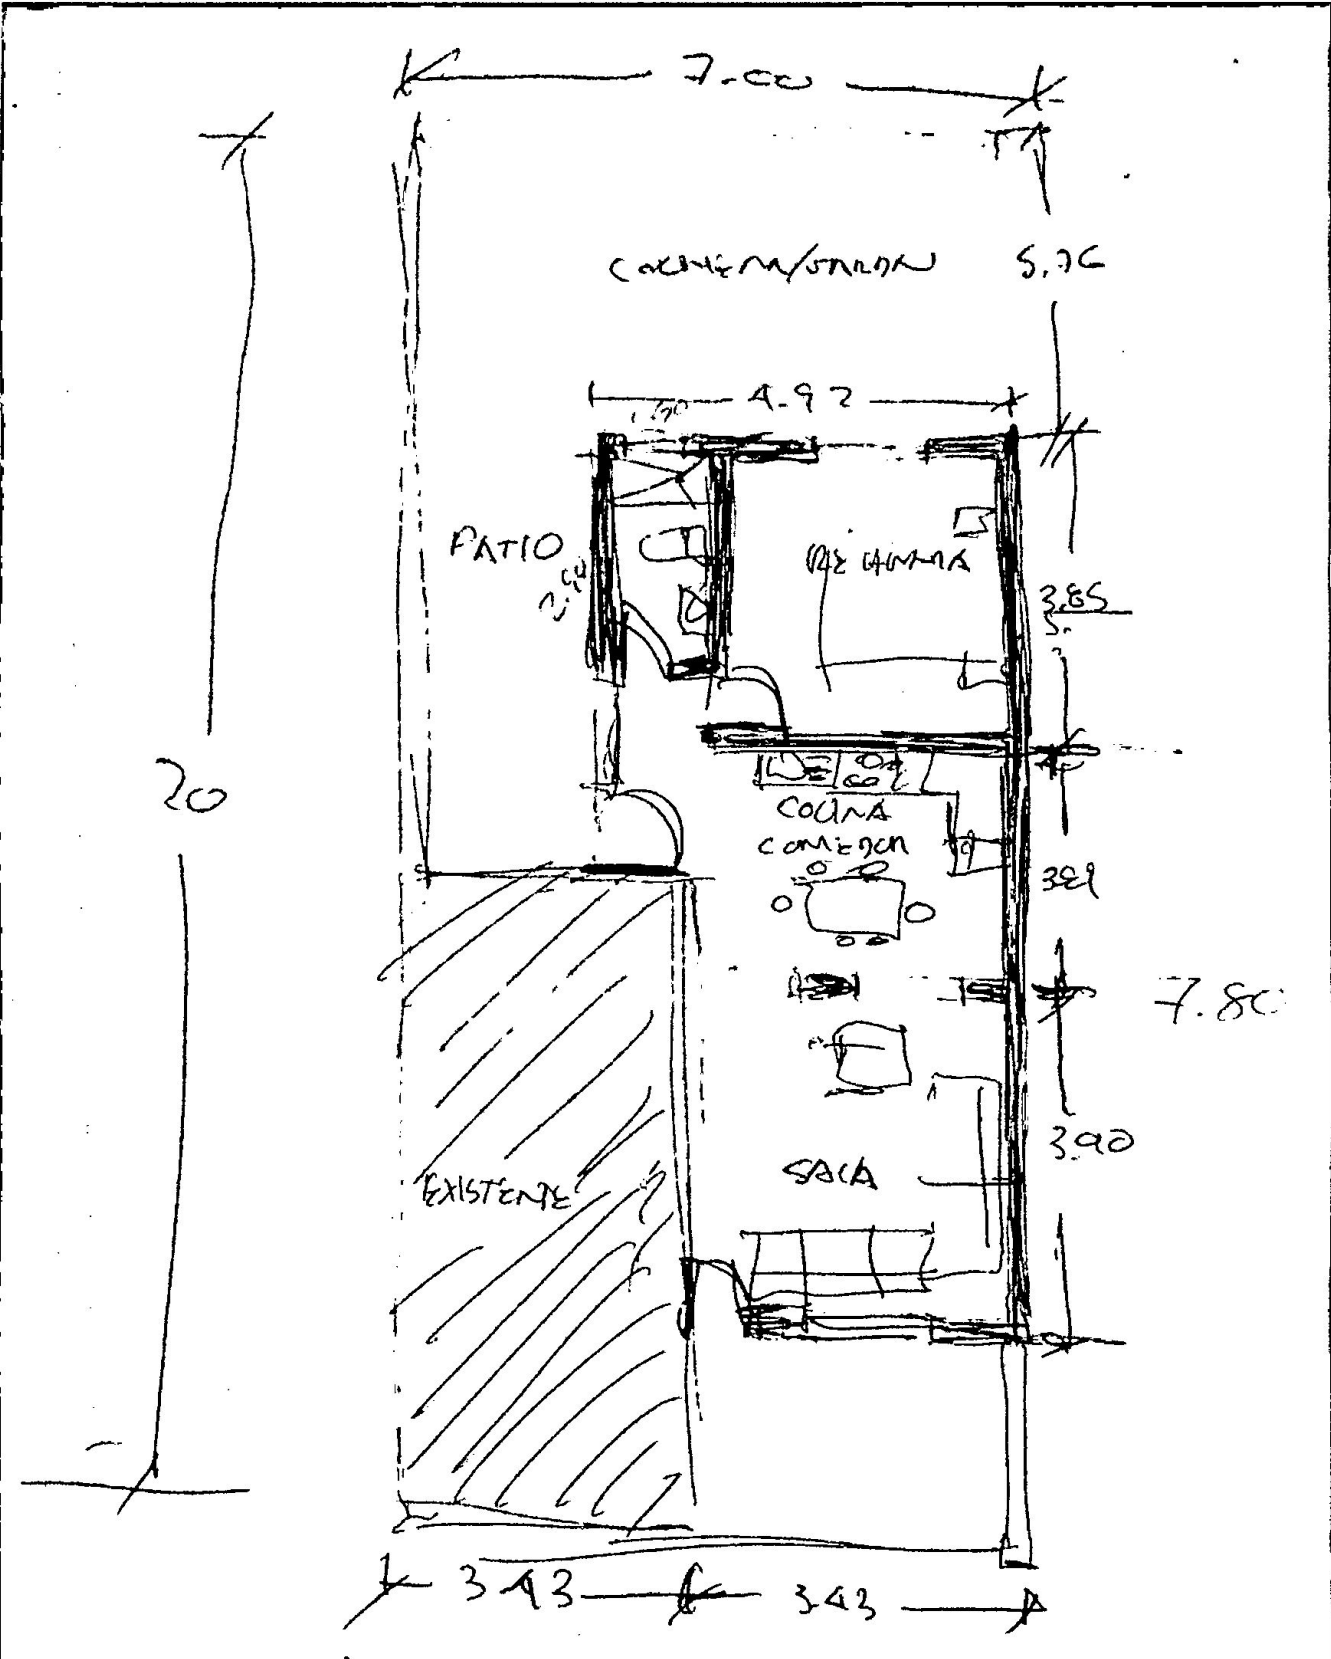 7.00
COCHERA/JARDIN 5.76
4.92
PATIO
RECAMARA
3.85
20
COCINA
COMEDOR
7.80
3.90
SALA
EXISTENTE
3.43 3.43